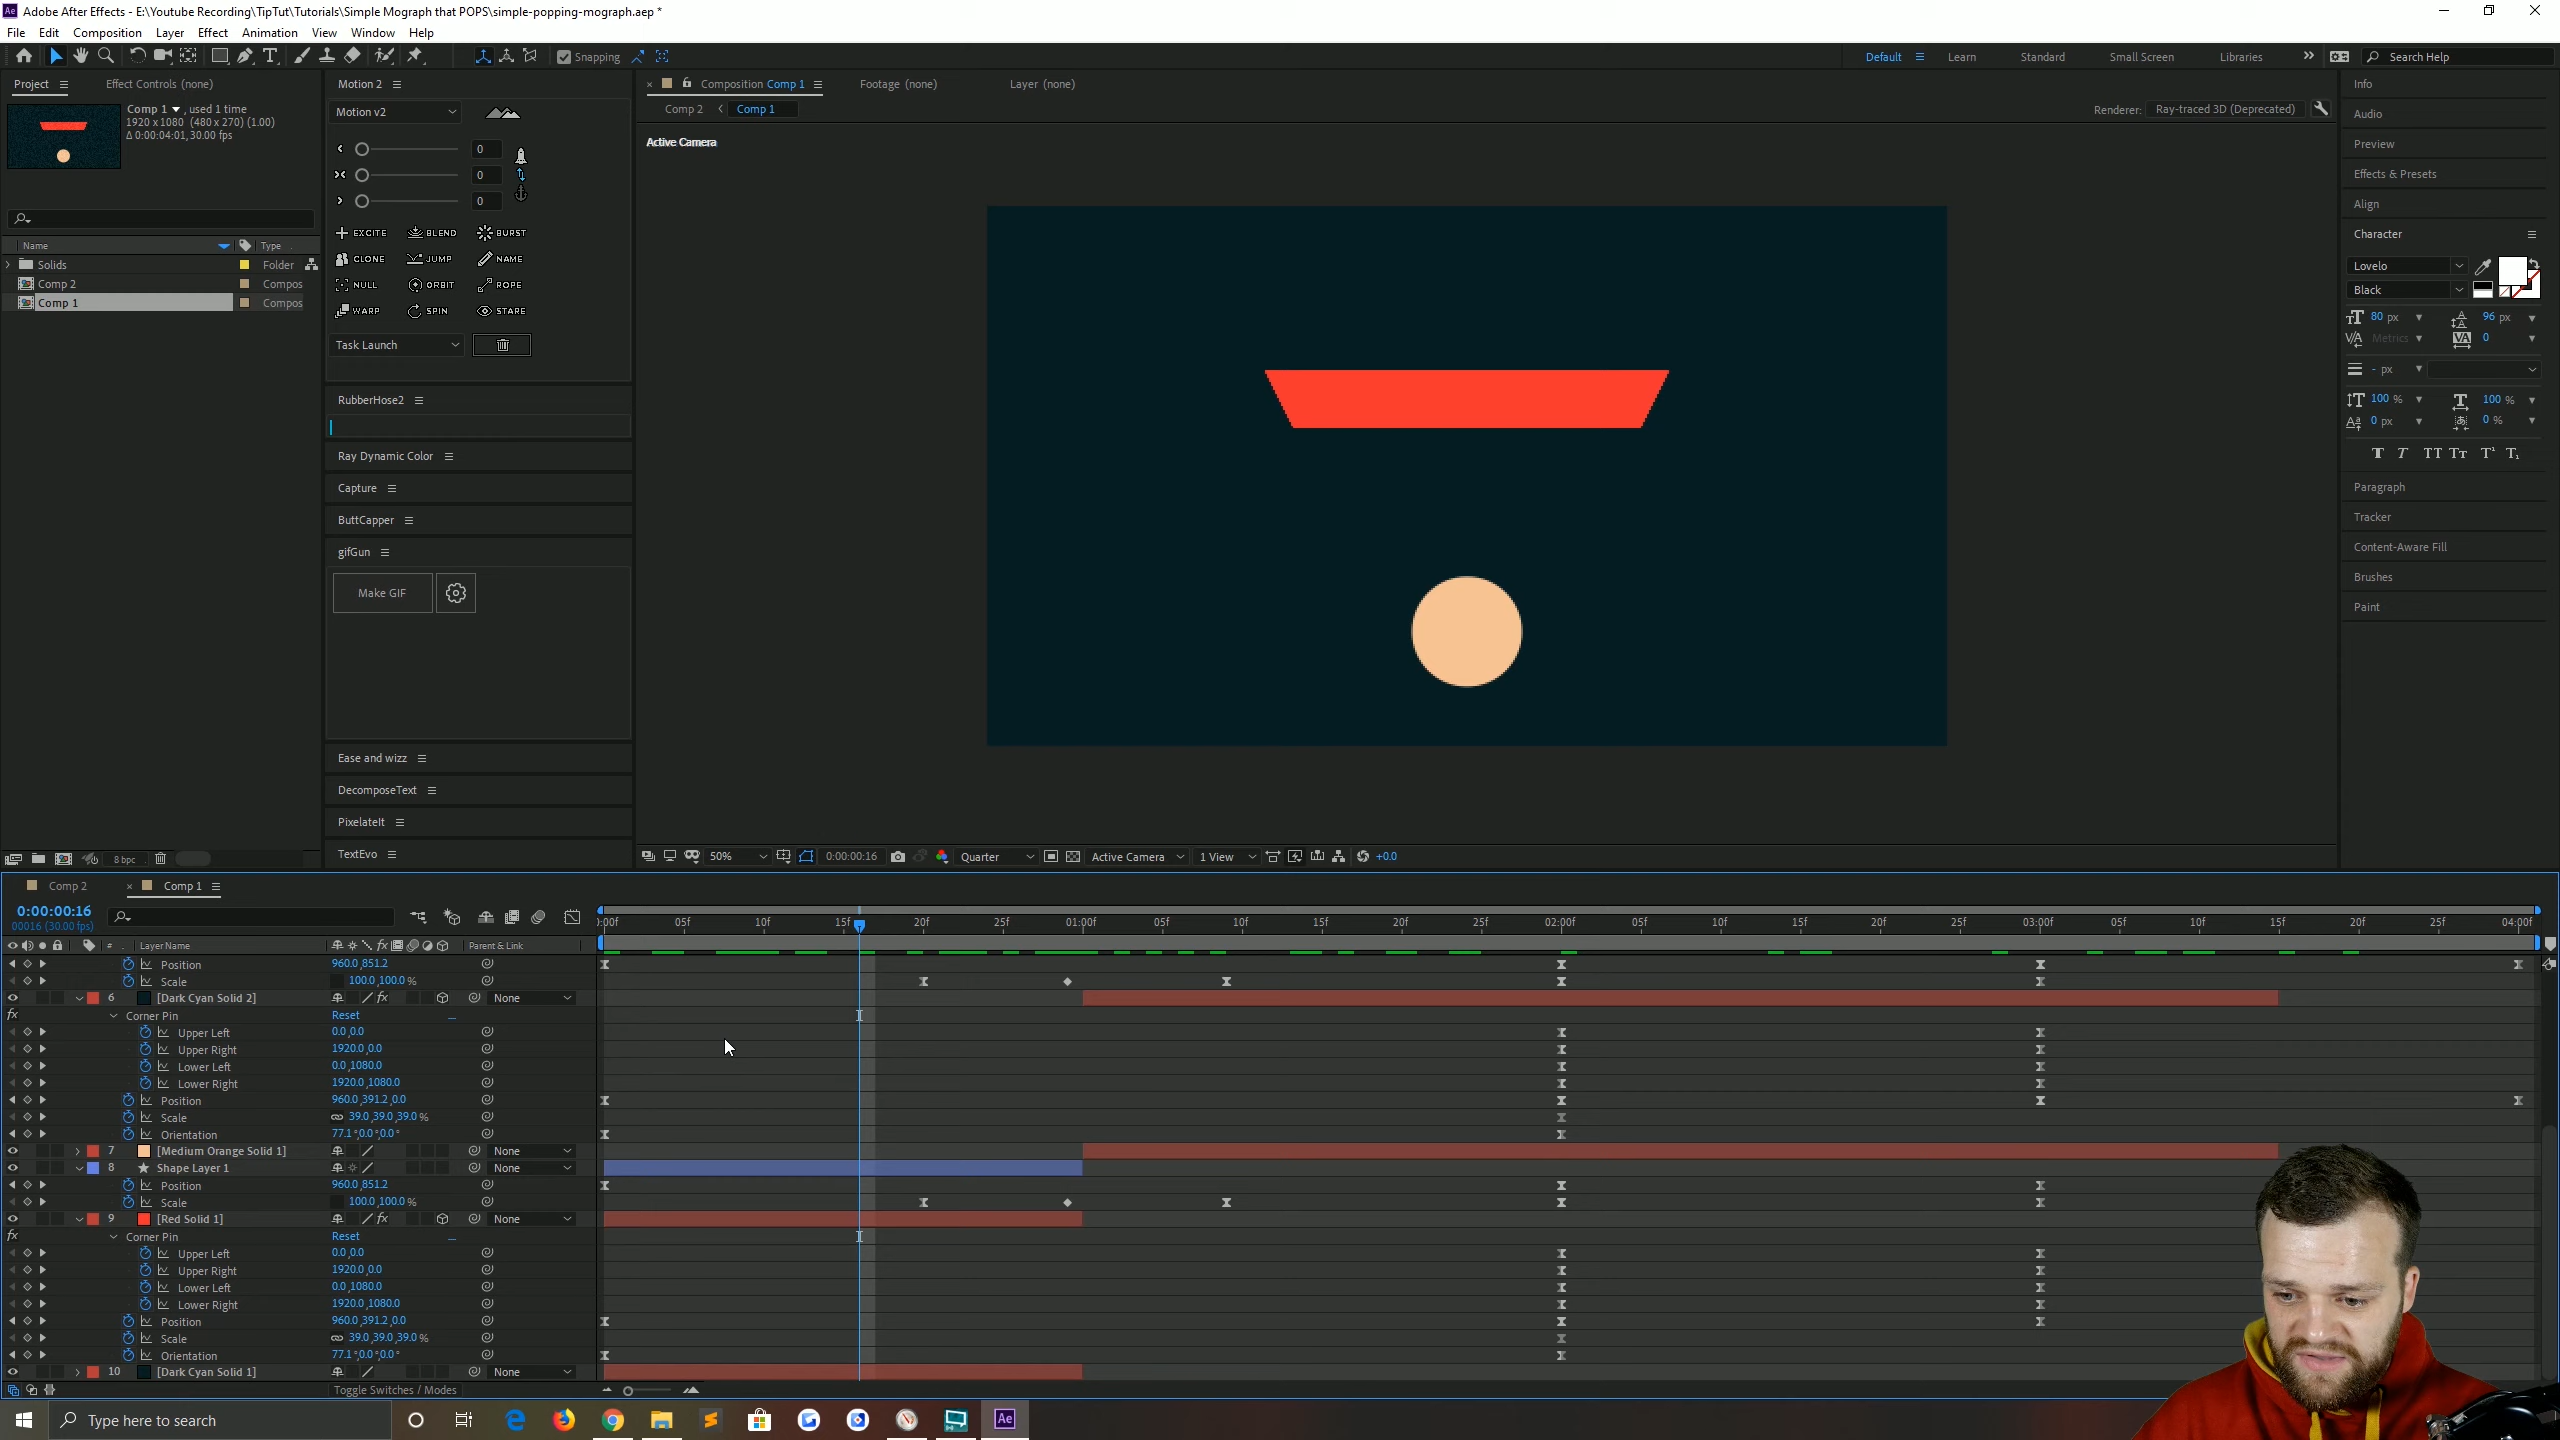 Adobe After Effects - E:\Youtube Recording\TipTut\Tutorials\Simple Mograph that POPS\simple-popping-mograph.aep *
File Edit Composition Layer Effect Animation View Window Help
Snapping Default Learn Standard Small Screen Libraries Search Help
Project Effect Controls (none) Motion 2 Composition Comp 1 Footage (none) Layer (none) Info
Comp 1 , used 1 time
1920 x 1080 (480 x 270) (1.00)
Δ 0:00:04:01, 30.00 fps
Motion v2
Comp 2 Comp 1 Renderer: Ray-traced 3D (Deprecated)
Active Camera
0
0
0
EXCITE BLEND BURST
CLONE JUMP NAME
NULL ORBIT ROPE
WARP SPIN STARE
Task Launch
RubberHose2
Ray Dynamic Color
Capture
ButtCapper
gifGun
Make GIF
Ease and wizz
DecomposeText
PixelateIt
TextEvo
Name Type
Solids Folder
Comp 2 Compos
Comp 1 Compos
8 bpc
Audio
Preview
Effects & Presets
Align
Character
Lovelo
Black
80 px 96 px
Metrics 0
- px
100 % 100 %
0 px 0 %
T T TT Tт T' T,
Paragraph
Tracker
Content-Aware Fill
Brushes
Paint
50% 0:00:00:16 Quarter Active Camera 1 View +0.0
Comp 2 Comp 1
0:00:00:16
00016 (30.00 fps)
:00f 05f 10f 15f 20f 25f 01:00f 05f 10f 15f 20f 25f 02:00f 05f 10f 15f 20f 25f 03:00f 05f 10f 15f 20f 25f 04:00f
# Layer Name Parent & Link
Position 960.0,851.2
Scale 100.0,100.0 %
6 [Dark Cyan Solid 2] None
fx Corner Pin Reset
Upper Left 0.0,0.0
Upper Right 1920.0,0.0
Lower Left 0.0,1080.0
Lower Right 1920.0,1080.0
Position 960.0,391.2,0.0
Scale 39.0,39.0,39.0 %
Orientation 77.1°,0.0°,0.0°
7 [Medium Orange Solid 1] None
8 Shape Layer 1 None
Position 960.0,851.2
Scale 100.0,100.0 %
9 [Red Solid 1] None
fx Corner Pin Reset
Upper Left 0.0,0.0
Upper Right 1920.0,0.0
Lower Left 0.0,1080.0
Lower Right 1920.0,1080.0
Position 960.0,391.2,0.0
Scale 39.0,39.0,39.0 %
Orientation 77.1°,0.0°,0.0°
10 [Dark Cyan Solid 1] None
Toggle Switches / Modes
Type here to search
Ae